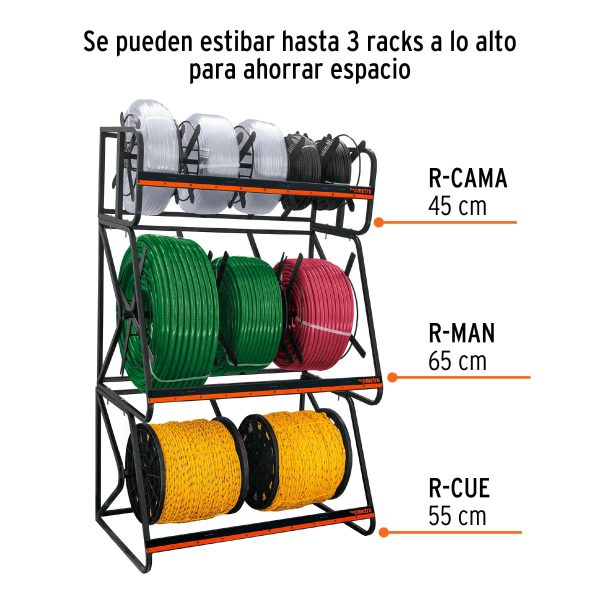 Se pueden estibar hasta 3 racks a lo alto
para ahorrar espacio
R-CAMA
45 cm
R-MAN
65 cm
R-CUE
55 cm